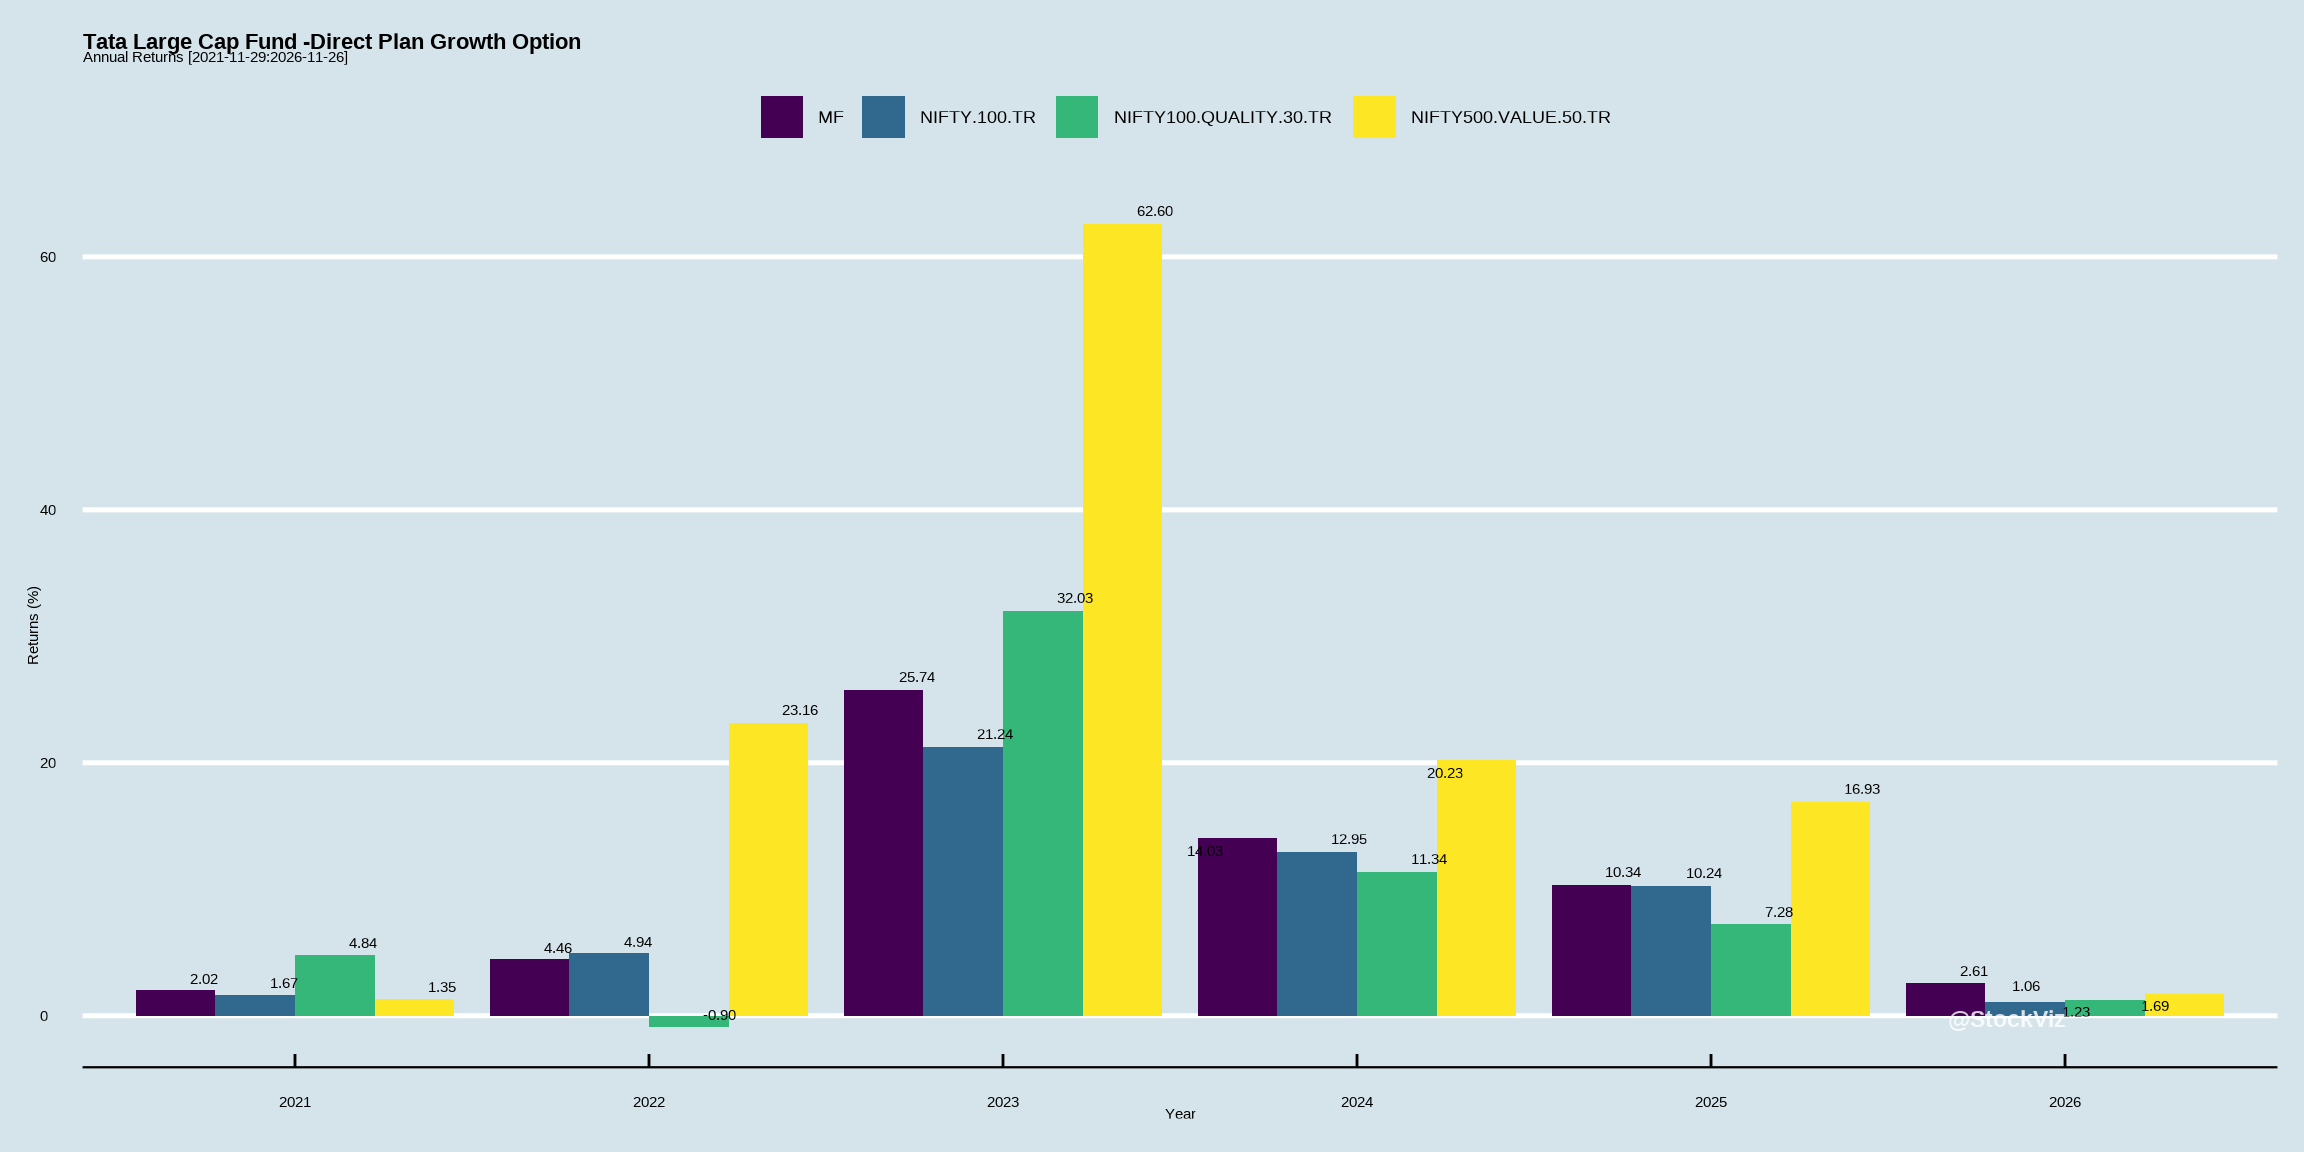 Tata Large Cap Fund -Direct Plan Growth Option
Annual Returns [2021-11-29:2026-11-26]
MF NIFTY.100.TR NIFTY100.QUALITY.30.TR NIFTY500.VALUE.50.TR
62.60
60
40
32.03
Returns (%)
25.74
23.16
21.24
20
20.23
16.93
12.95
14.03
11.34
10.34 10.24
7.28
4.84
4.46 4.94
2.02 1.67 1.35
2.61
1.06
1.69
1.23
0
-0.90
@StockViz
2021 2022 2023 2024 2025 2026
Year